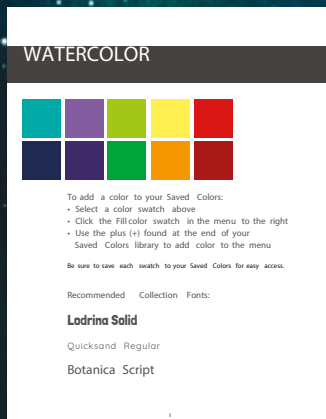 WATERCOLOR
To add a color to your Saved Colors:
• Select a color swatch above
• Click the Fill color swatch in the menu to the right
• Use the plus (+) found at the end of your
Saved Colors library to add color to the menu
Be sure to save each swatch to your Saved Colors for easy access.
Recommended Collection Fonts:
Lodrina Solid
Quicksand Regular
Botanica Script
1